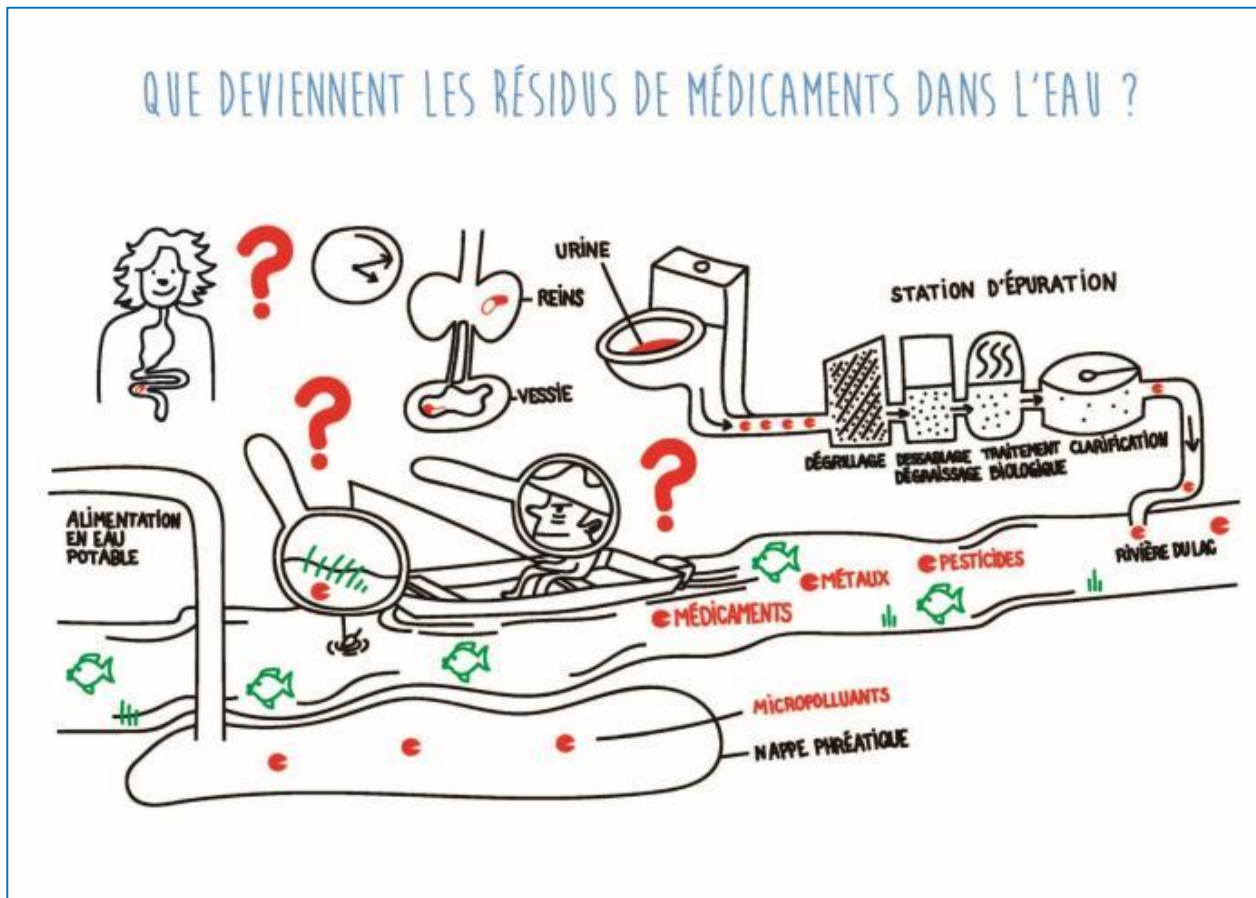 QUE DEVIENNENT LES RÉSIDUS DE MÉDICAMENTS DANS L'EAU ?
?
URINE
REINS
VESSIE
STATION D'ÉPURATION
DÉGRILLAGE
DESSABLAGE
DÉGRAISSAGE
TRAITEMENT
BIOLOGIQUE
CLARIFICATION
?
?
ALIMENTATION
EN EAU
POTABLE
RIVIÈRE DU LAC
PESTICIDES
MÉTAUX
MÉDICAMENTS
MICROPOLLUANTS
NAPPE PHRÉATIQUE